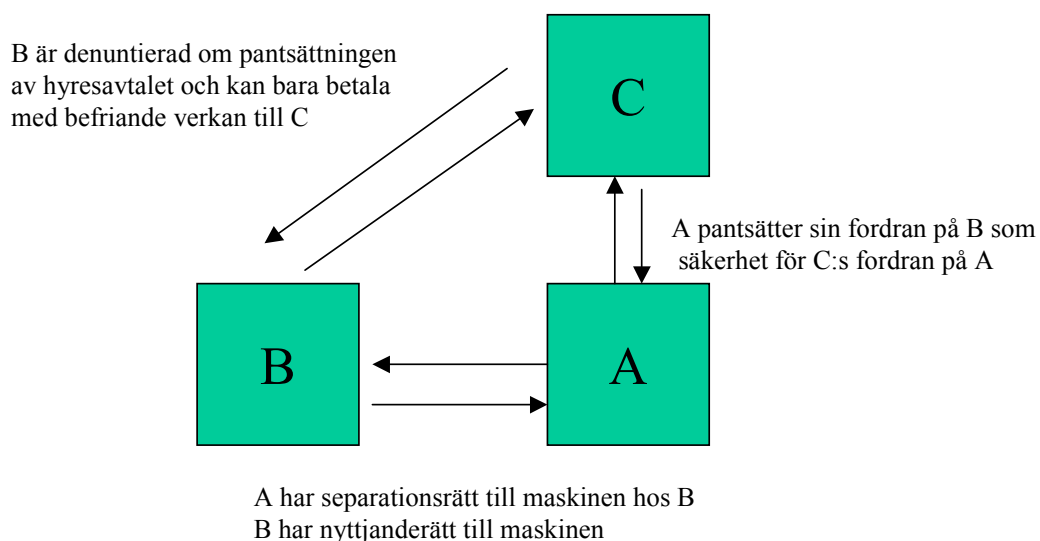 B är denuntierad om pantsättningen
av hyresavtalet och kan bara betala
med befriande verkan till C
C
A pantsätter sin fordran på B som
säkerhet för C:s fordran på A
B
A
A har separationsrätt till maskinen hos B
B har nyttjanderätt till maskinen